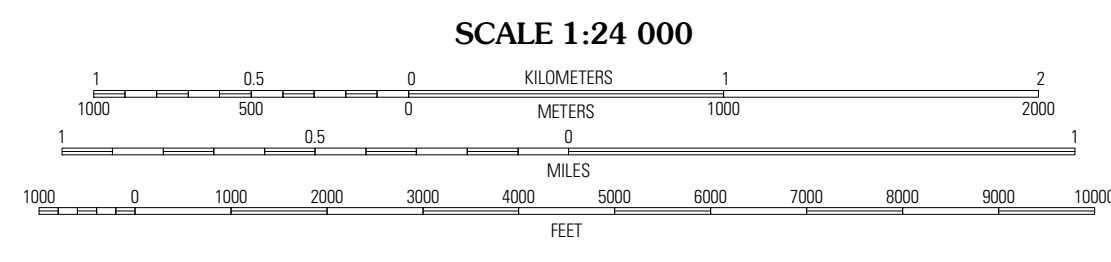 SCALE 1:24 000
1 0.5 0 KILOMETERS 1 2
1000 500 0 METERS 1000 2000
1 0.5 0 1
MILES
1000 0 1000 2000 3000 4000 5000 6000 7000 8000 9000 10000
FEET